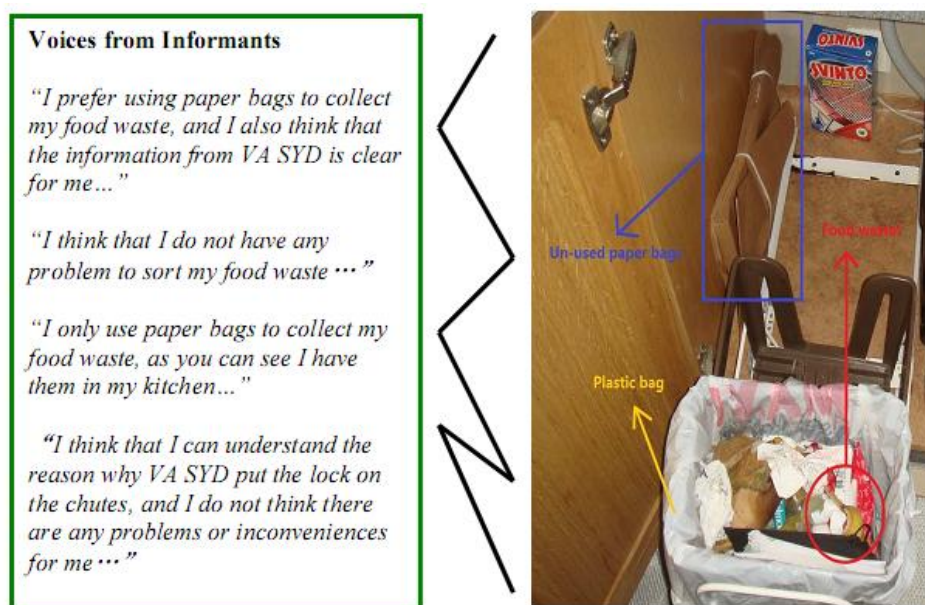 Voices from Informants
“I prefer using paper bags to collect
my food waste, and I also think that
the information from VA SYD is clear
for me…”
“I think that I do not have any
problem to sort my food waste⋯”
“I only use paper bags to collect my
food waste, as you can see I have
them in my kitchen…”
“I think that I can understand the
reason why VA SYD put the lock on
the chutes, and I do not think there
are any problems or inconveniences
for me⋯”
SVINTO
SVINTO
Un-used paper bags
Food wastes
Plastic bag